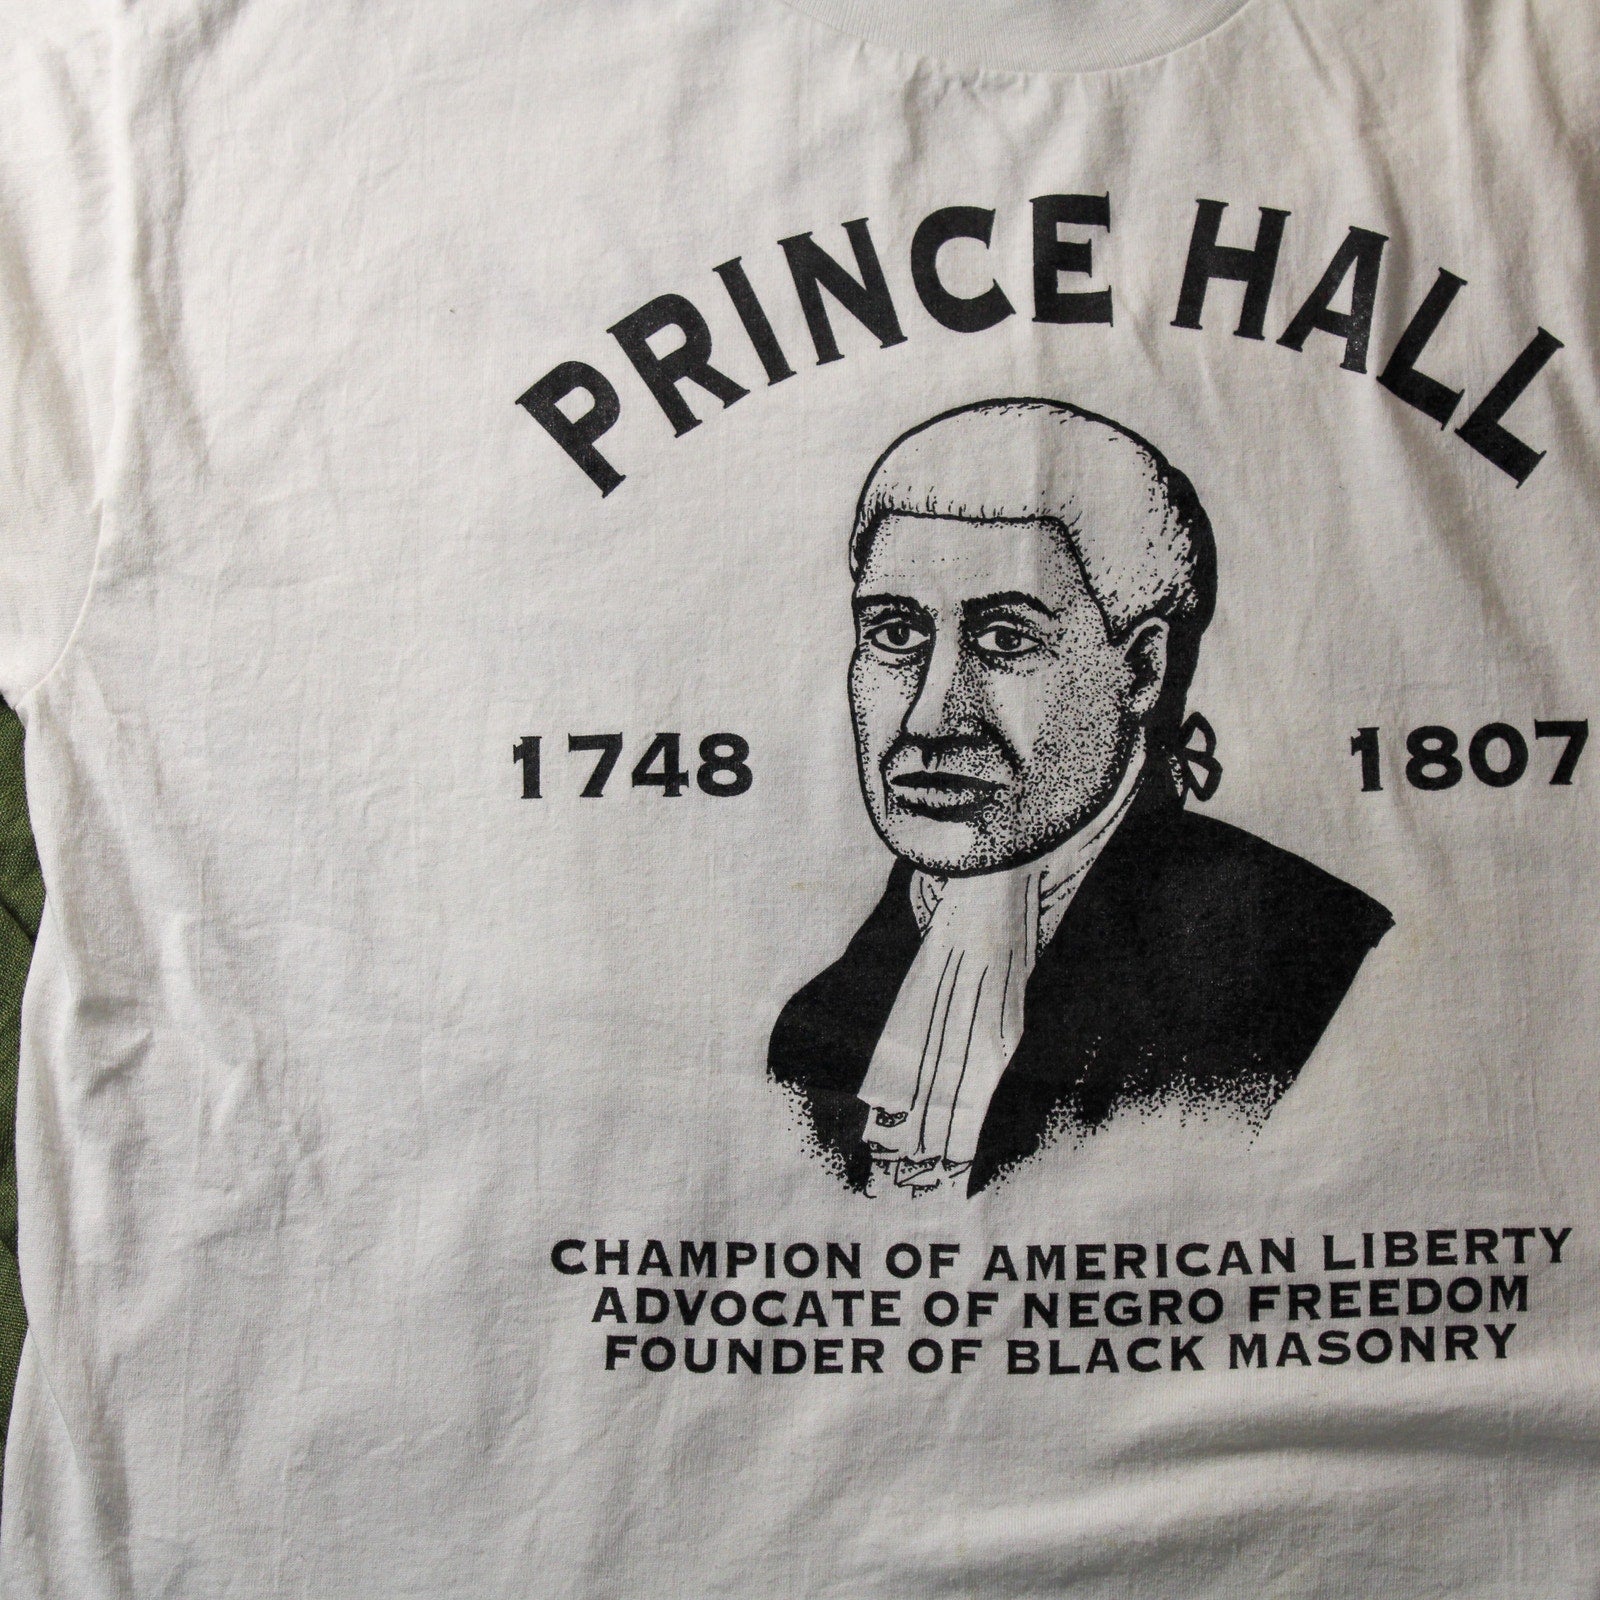 PRINCE HALL
1748 1807
CHAMPION OF AMERICAN LIBERTY
ADVOCATE OF NEGRO FREEDOM
FOUNDER OF BLACK MASONRY